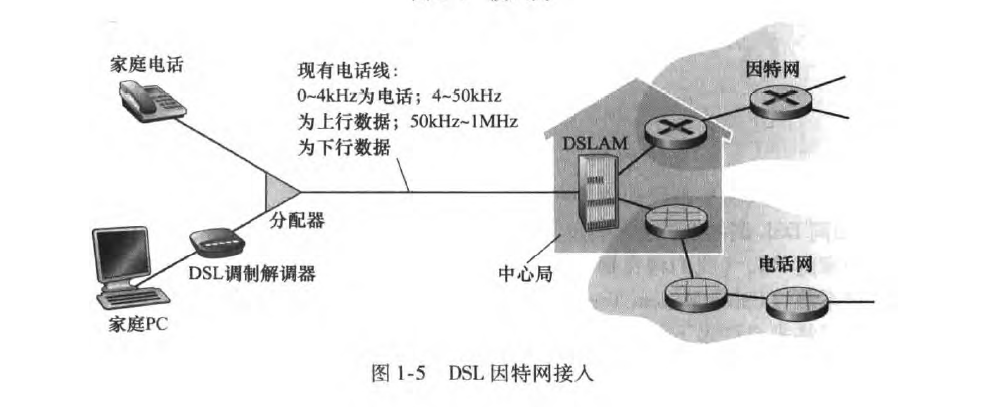 家庭电话
现有电话线：
0~4kHz为电话；4~50kHz
为上行数据；50kHz~1MHz
为下行数据
因特网
DSLAM
分配器
DSL调制解调器
中心局
电话网
家庭PC
图 1-5 DSL 因特网接入